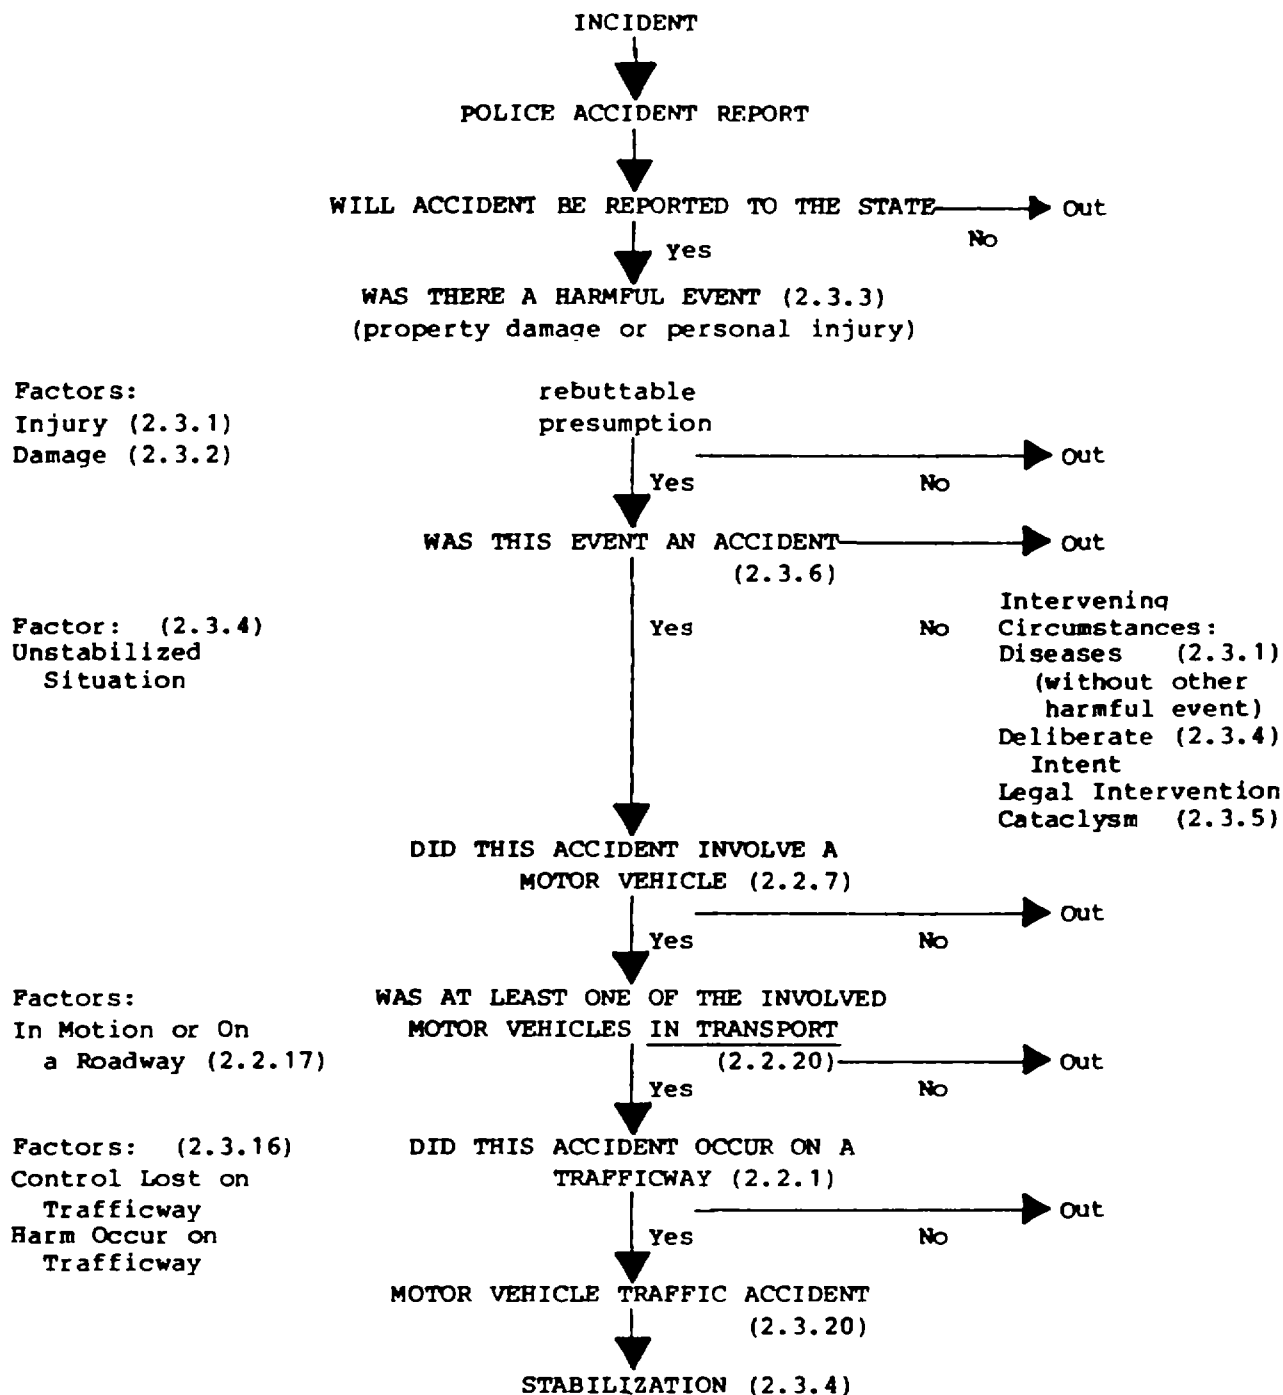 INCIDENT
POLICE ACCIDENT REPORT
WILL ACCIDENT BE REPORTED TO THE STATE Out
No
Yes
WAS THERE A HARMFUL EVENT (2.3.3)
(property damage or personal injury)
Factors: rebuttable
Injury (2.3.1) presumption
Damage (2.3.2) Out
Yes No
WAS THIS EVENT AN ACCIDENT Out
(2.3.6)
Intervening
Factor: (2.3.4) Yes No Circumstances:
Unstabilized Diseases (2.3.1)
Situation (without other
harmful event)
Deliberate (2.3.4)
Intent
Legal Intervention
Cataclysm (2.3.5)
DID THIS ACCIDENT INVOLVE A
MOTOR VEHICLE (2.2.7)
Out
Yes No
Factors: WAS AT LEAST ONE OF THE INVOLVED
In Motion or On MOTOR VEHICLES IN TRANSPORT
a Roadway (2.2.17) (2.2.20) Out
Yes No
Factors: (2.3.16) DID THIS ACCIDENT OCCUR ON A
Control Lost on TRAFFICWAY (2.2.1)
Trafficway Out
Harm Occur on Yes No
Trafficway
MOTOR VEHICLE TRAFFIC ACCIDENT
(2.3.20)
STABILIZATION (2.3.4)